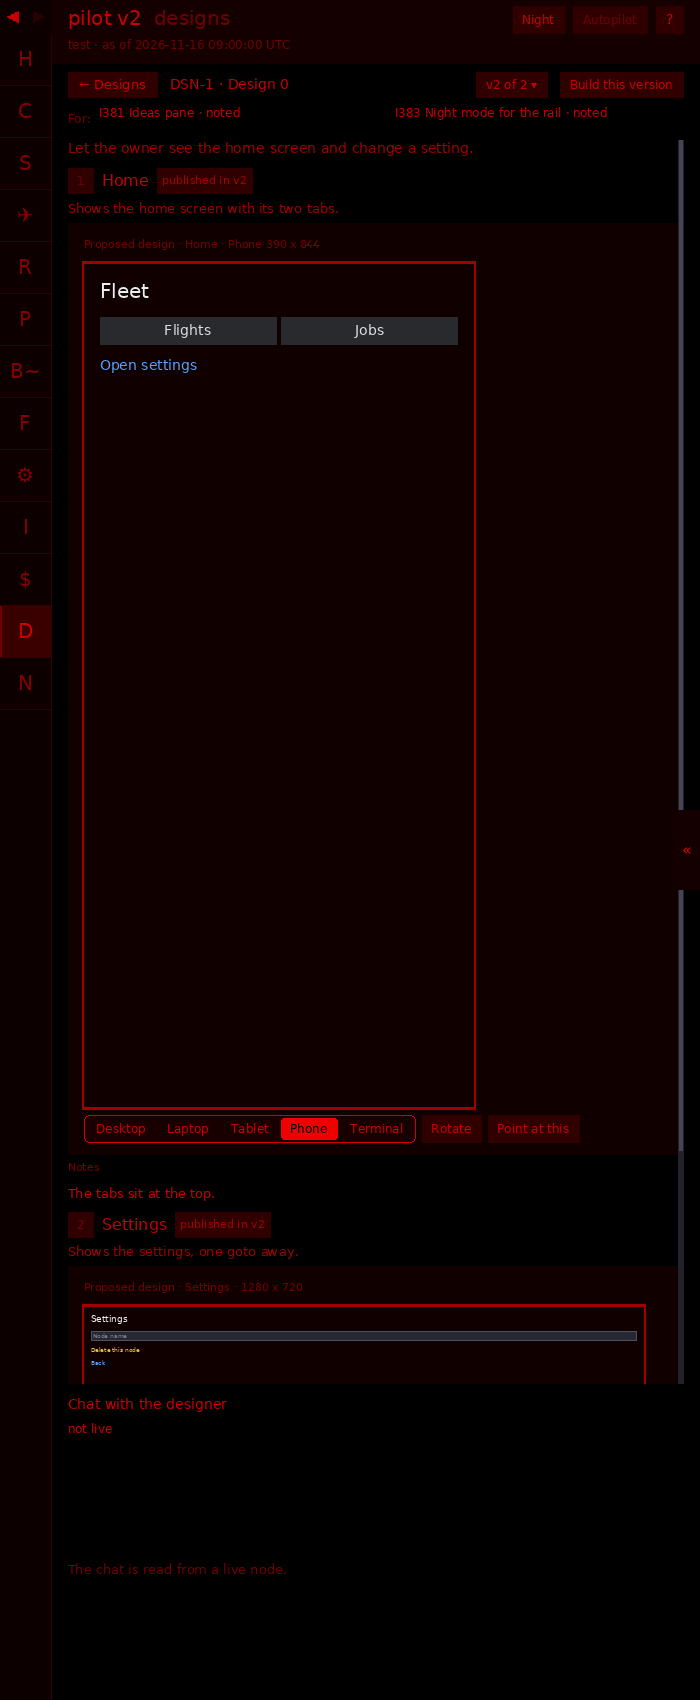 ◀ ▶
pilot v2 designs
Night
Autopilot
?
test · as of 2026-11-16 09:00:00 UTC
H
C
S
✈
R
P
B~
F
⚙
I
$
D
N
← Designs
DSN-1 · Design 0
v2 of 2 ▾
Build this version
For:
I381 Ideas pane · noted
I383 Night mode for the rail · noted
Let the owner see the home screen and change a setting.
1 Home published in v2
Shows the home screen with its two tabs.
Proposed design · Home · Phone 390 x 844
Fleet
Flights
Jobs
Open settings
«
Desktop Laptop Tablet Phone Terminal
Rotate
Point at this
Notes
The tabs sit at the top.
2 Settings published in v2
Shows the settings, one goto away.
Proposed design · Settings · 1280 x 720
Settings
Node name
Delete this node
Back
Chat with the designer
not live
The chat is read from a live node.